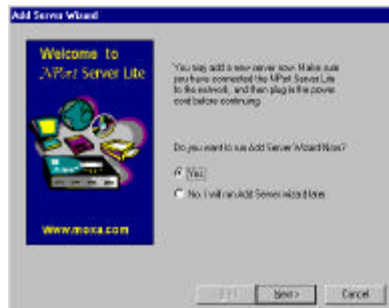 Add Server Wizard
Welcome to
NPort Server Lite
www.moxa.com
You may add a new server now. Make sure
you have connected the NPort Server Lite
to the network, and then plug in the power
cord before continuing.
Do you want to run Add Server Wizard Now?
Yes
No. I will run Add Server wizard later.
Next >
Cancel